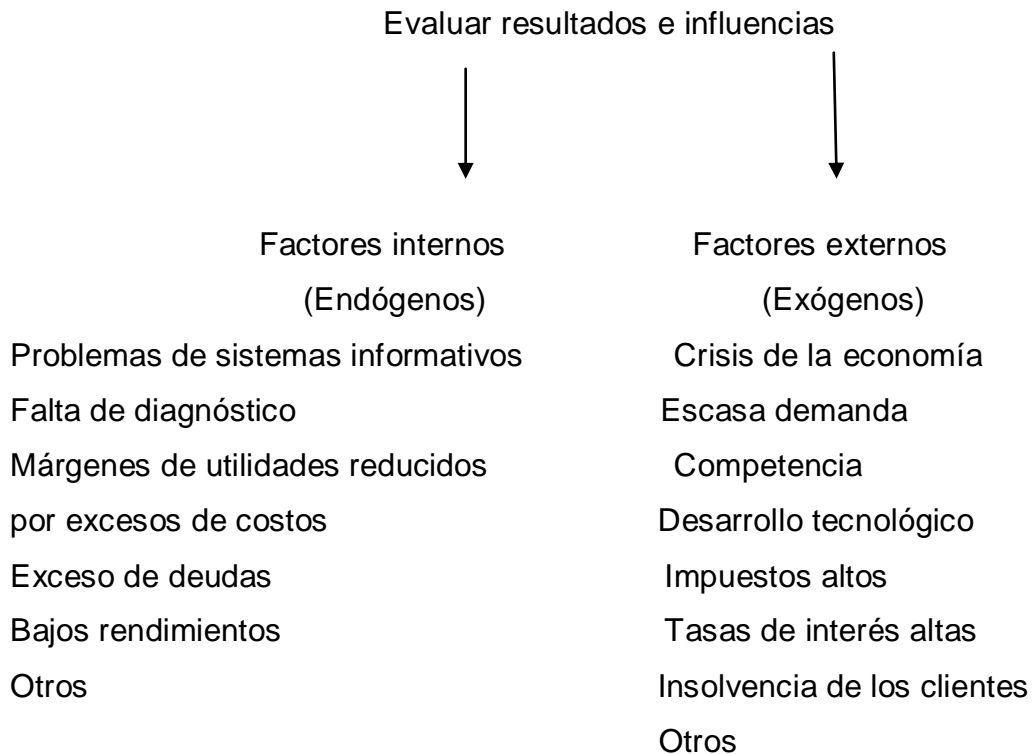 Evaluar resultados e influencias
Factores internos
(Endógenos)
Problemas de sistemas informativos
Falta de diagnóstico
Márgenes de utilidades reducidos
por excesos de costos
Exceso de deudas
Bajos rendimientos
Otros
Factores externos
(Exógenos)
Crisis de la economía
Escasa demanda
Competencia
Desarrollo tecnológico
Impuestos altos
Tasas de interés altas
Insolvencia de los clientes
Otros